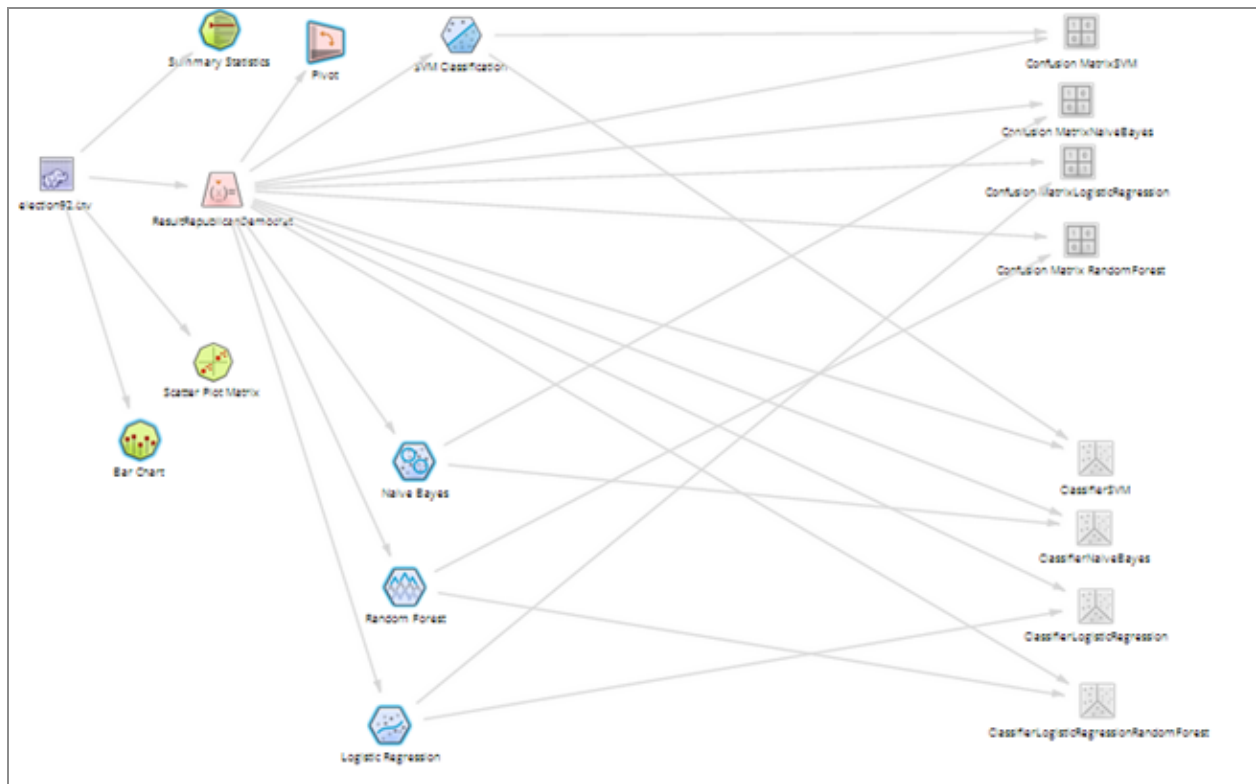 Summary Statistics
Pivot
SVM Classification
Confusion MatrixSVM
Confusion MatrixNaiveBayes
election92.csv
ResultRepublicanDemocrat
Confusion MatrixLogisticRegression
Confusion Matrix RandomForest
Scatter Plot Matrix
Bar Chart
Naive Bayes
ClassifierSVM
ClassifierNaiveBayes
Random Forest
ClassifierLogisticRegression
Logistic Regression
ClassifierLogisticRegressionRandomForest